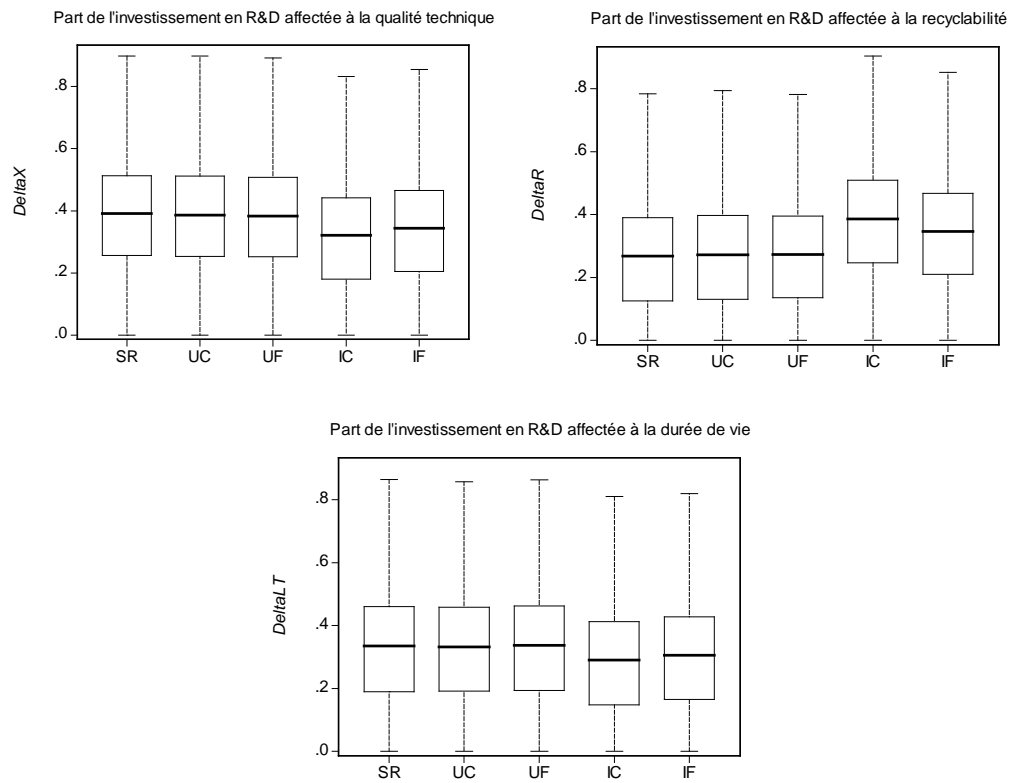 Part de l'investissement en R&D affectée à la qualité technique
DeltaX
.8
.6
.4
.2
.0
SR UC UF IC IF
Part de l'investissement en R&D affectée à la recyclabilité
DeltaR
.8
.6
.4
.2
.0
SR UC UF IC IF
Part de l'investissement en R&D affectée à la durée de vie
DeltaLT
.8
.6
.4
.2
.0
SR UC UF IC IF